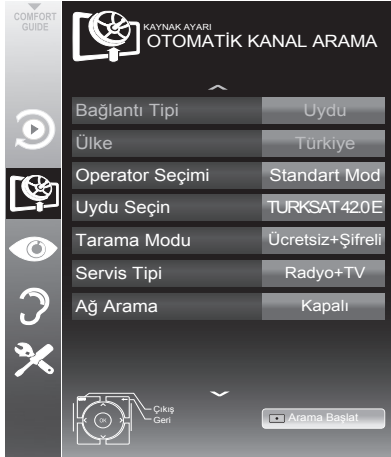 COMFORT
GUIDE
KAYNAK AYARI
OTOMATİK KANAL ARAMA
Bağlantı Tipi Uydu
Ülke Türkiye
Operator Seçimi Standart Mod
Uydu Seçin TURKSAT 42.0 E
Tarama Modu Ücretsiz+Şifreli
Servis Tipi Radyo+TV
Ağ Arama Kapalı
OK
Çıkış
Geri
Arama Başlat